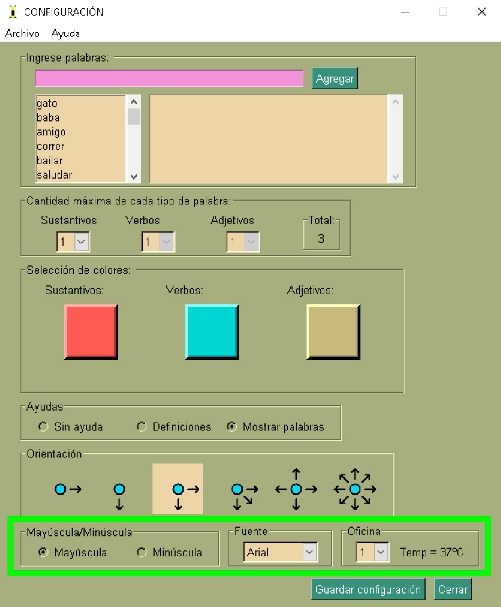 CONFIGURACIÓN
Archivo Ayuda
Ingrese palabras:
Agregar
gato
baba
amigo
correr
bailar
saludar
Cantidad máxima de cada tipo de palabra:
Sustantivos Verbos Adjetivos Total:
1 1 1 3
Selección de colores:
Sustantivos: Verbos: Adjetivos:
Ayudas
Sin ayuda Definiciones Mostrar palabras
Orientación
Mayúscula/Minúscula Fuente Oficina
Mayúscula Minúscula Arial 1 Temp = 37ºC
Guardar configuración Cerrar